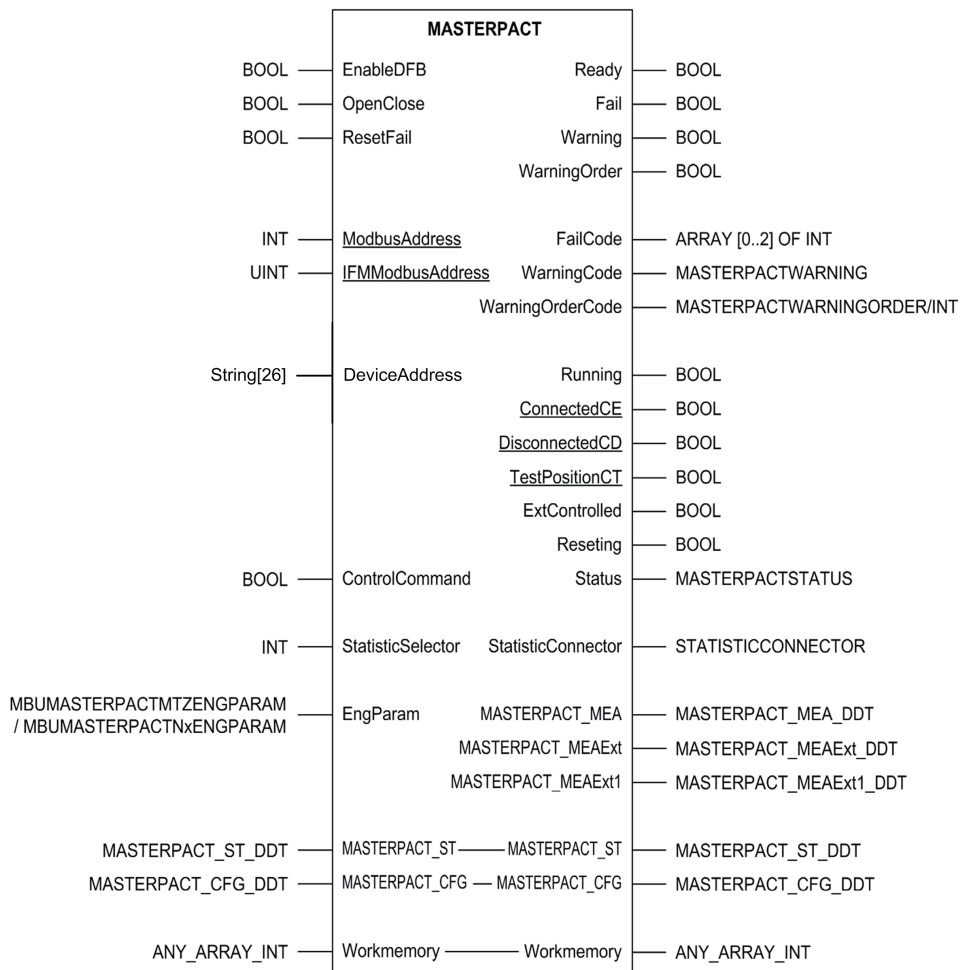 MASTERPACT
BOOL EnableDFB Ready BOOL
BOOL OpenClose Fail BOOL
BOOL ResetFail Warning BOOL
WarningOrder BOOL
INT ModbusAddress FailCode ARRAY [0..2] OF INT
UINT IFMModbusAddress WarningCode MASTERPACTWARNING
WarningOrderCode MASTERPACTWARNINGORDER/INT
String[26] DeviceAddress Running BOOL
ConnectedCE BOOL
DisconnectedCD BOOL
TestPositionCT BOOL
ExtControlled BOOL
Reseting BOOL
BOOL ControlCommand Status MASTERPACTSTATUS
INT StatisticSelector StatisticConnector STATISTICCONNECTOR
MBUMASTERPACTMTZENGPARAM
/ MBUMASTERPACTNxENGPARAM EngParam MASTERPACT_MEA MASTERPACT_MEA_DDT
MASTERPACT_MEAExt MASTERPACT_MEAExt_DDT
MASTERPACT_MEAExt1 MASTERPACT_MEAExt1_DDT
MASTERPACT_ST_DDT MASTERPACT_ST MASTERPACT_ST MASTERPACT_ST_DDT
MASTERPACT_CFG_DDT MASTERPACT_CFG MASTERPACT_CFG MASTERPACT_CFG_DDT
ANY_ARRAY_INT Workmemory Workmemory ANY_ARRAY_INT